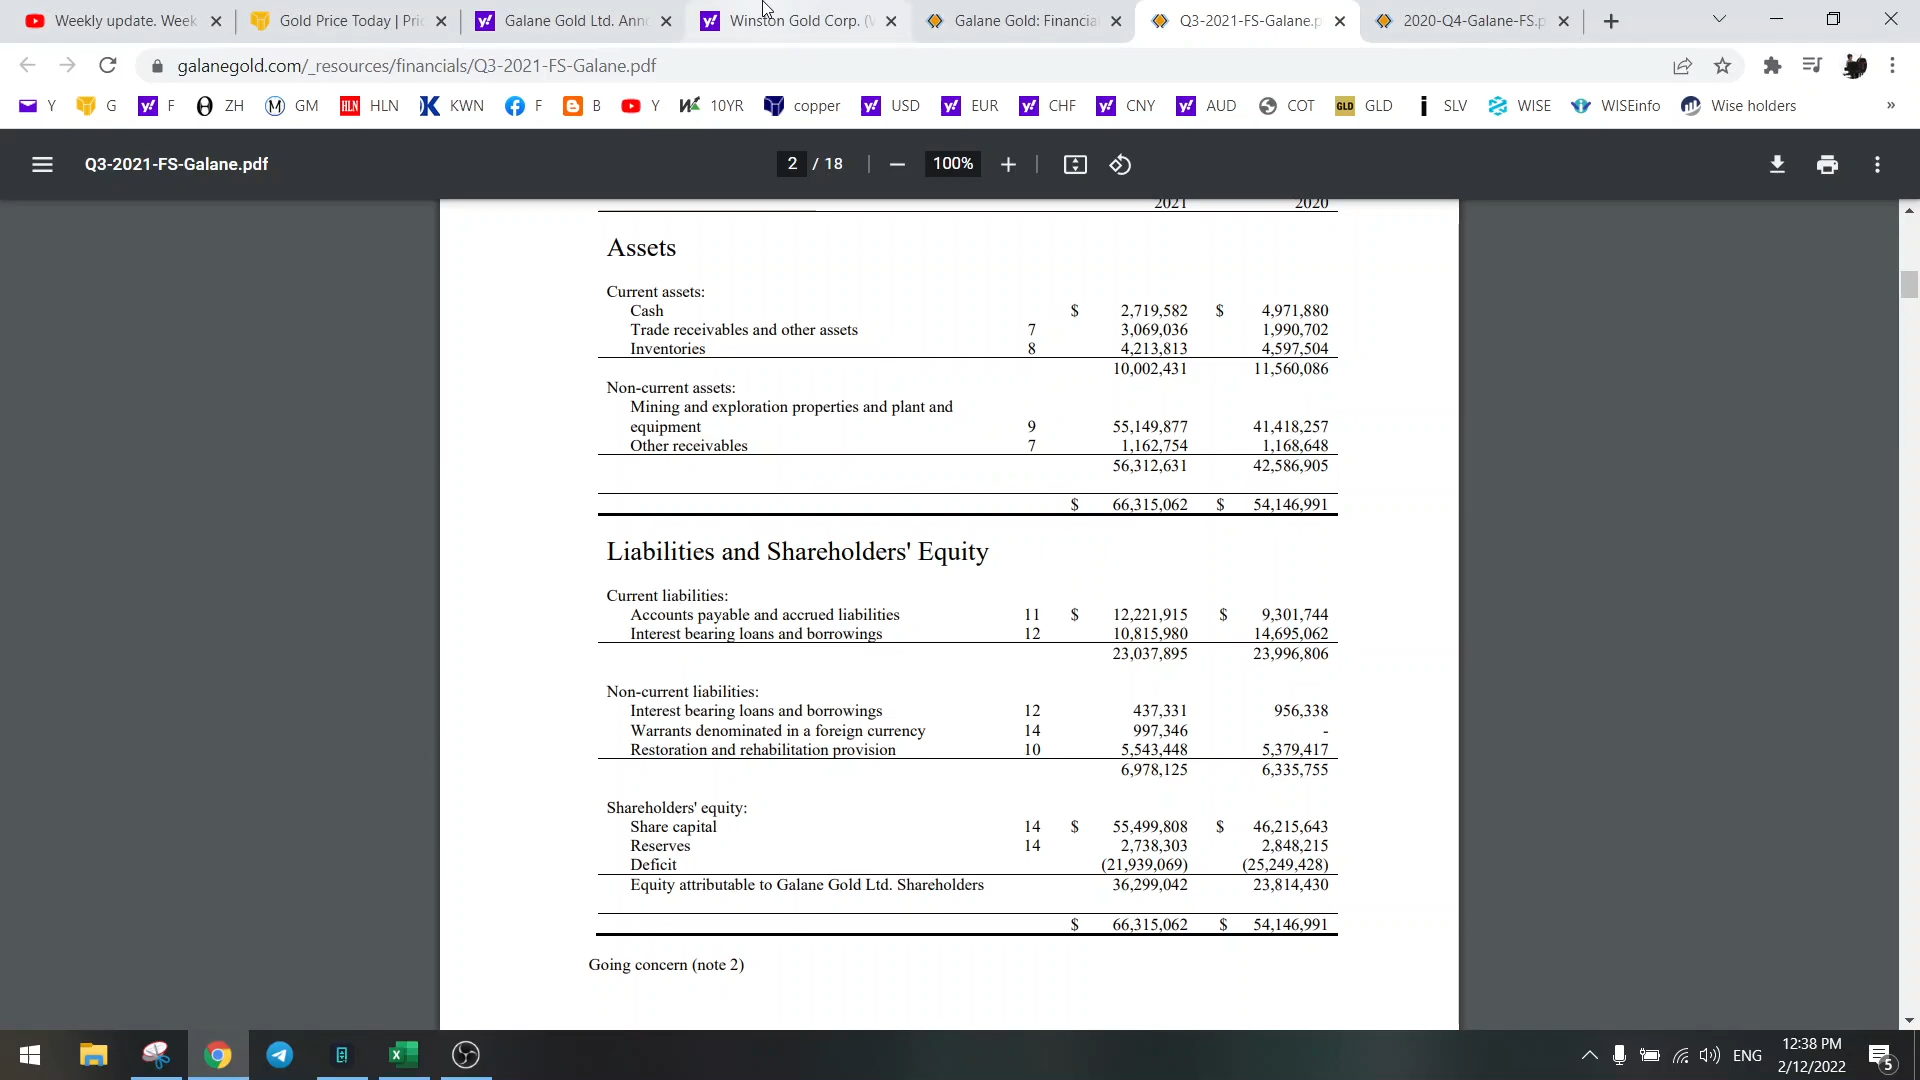 Weekly update. Week
Gold Price Today | Pric
Galane Gold Ltd. Anno
Winston Gold Corp. (W
Galane Gold: Financia
Q3-2021-FS-Galane.p
2020-Q4-Galane-FS.p
galanegold.com/_resources/financials/Q3-2021-FS-Galane.pdf
Y G F ZH GM HLN KWN F B Y 10YR copper USD EUR CHF CNY AUD COT GLD SLV WISE WISEinfo Wise holders »
Q3-2021-FS-Galane.pdf
2 / 18 — 100% +
2021 2020
Assets
Current assets:
Cash $ 2,719,582 $ 4,971,880
Trade receivables and other assets 7 3,069,036 1,990,702
Inventories 8 4,213,813 4,597,504
10,002,431 11,560,086
Non-current assets:
Mining and exploration properties and plant and
equipment 9 55,149,877 41,418,257
Other receivables 7 1,162,754 1,168,648
56,312,631 42,586,905
$ 66,315,062 $ 54,146,991
Liabilities and Shareholders' Equity
Current liabilities:
Accounts payable and accrued liabilities 11 $ 12,221,915 $ 9,301,744
Interest bearing loans and borrowings 12 10,815,980 14,695,062
23,037,895 23,996,806
Non-current liabilities:
Interest bearing loans and borrowings 12 437,331 956,338
Warrants denominated in a foreign currency 14 997,346 -
Restoration and rehabilitation provision 10 5,543,448 5,379,417
6,978,125 6,335,755
Shareholders' equity:
Share capital 14 $ 55,499,808 $ 46,215,643
Reserves 14 2,738,303 2,848,215
Deficit (21,939,069) (25,249,428)
Equity attributable to Galane Gold Ltd. Shareholders 36,299,042 23,814,430
$ 66,315,062 $ 54,146,991
Going concern (note 2)
ENG
12:38 PM
2/12/2022
5